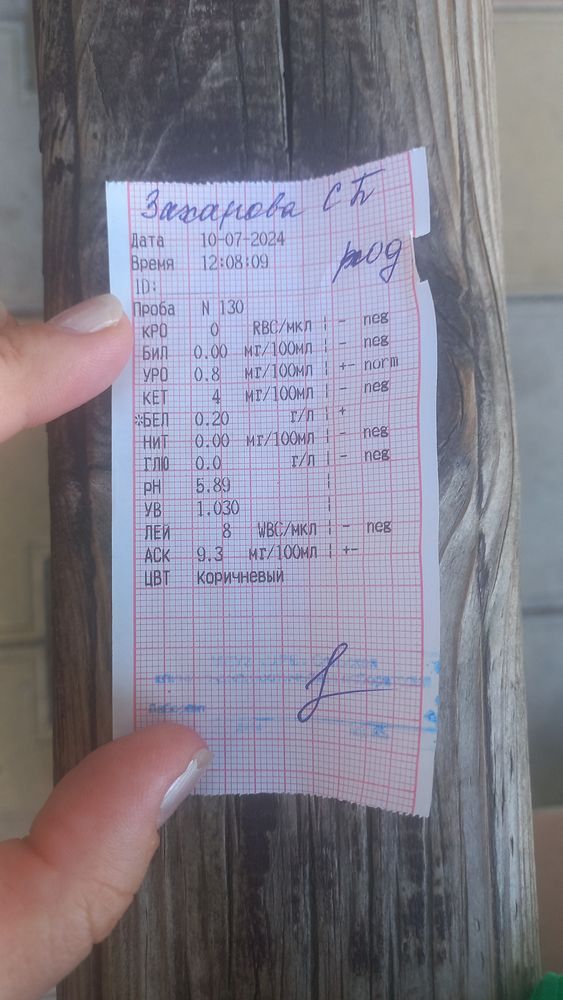 Захарова С Б
Дата 10-07-2024
род
Время 12:08:09
ID:
Проба N 130
КРО 0 RBC/мкл ¦ - neg
БИЛ 0.00 мг/100мл ¦ - neg
УРО 0.8 мг/100мл ¦ +- norm
КЕТ 4 мг/100мл ¦ - neg
*БЕЛ 0.20 г/л ¦ +
НИТ 0.00 мг/100мл ¦ - neg
ГЛЮ 0.0 г/л ¦ - neg
pH 5.89 ¦
УВ 1.030 ¦
ЛЕЙ 8 WBC/мкл ¦ - neg
АСК 9.3 мг/100мл ¦ +-
ЦВТ коричневый